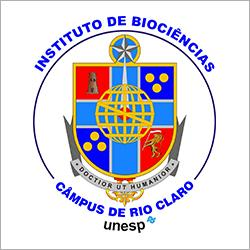 INSTITUTO DE BIOCIÊNCIAS
DOCTIOR UT HUMANIOR
CÂMPUS DE RIO CLARO
unesp